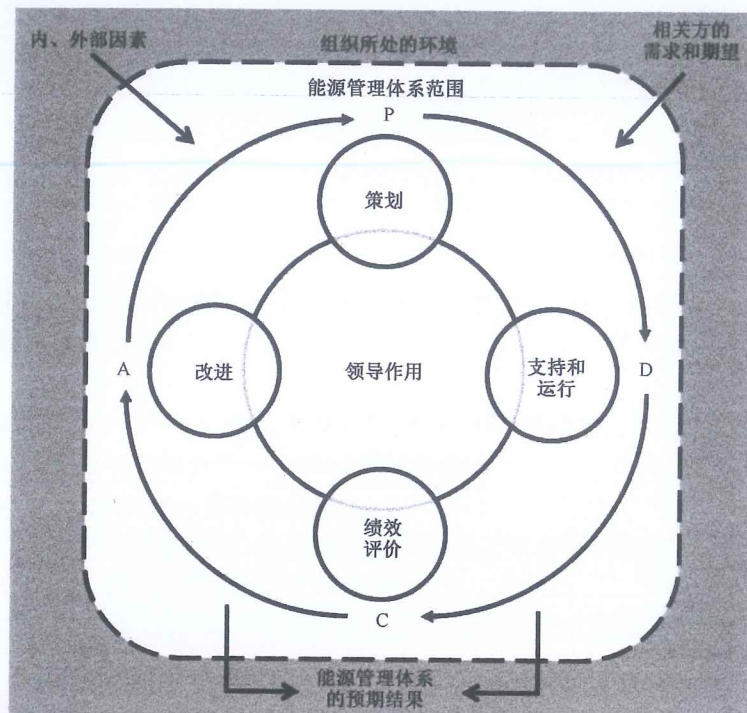 内、外部因素
组织所处的环境
相关方的
需求和期望
能源管理体系范围
P
策划
A
改进
领导作用
支持和
运行
D
绩效
评价
C
能源管理体系
的预期结果